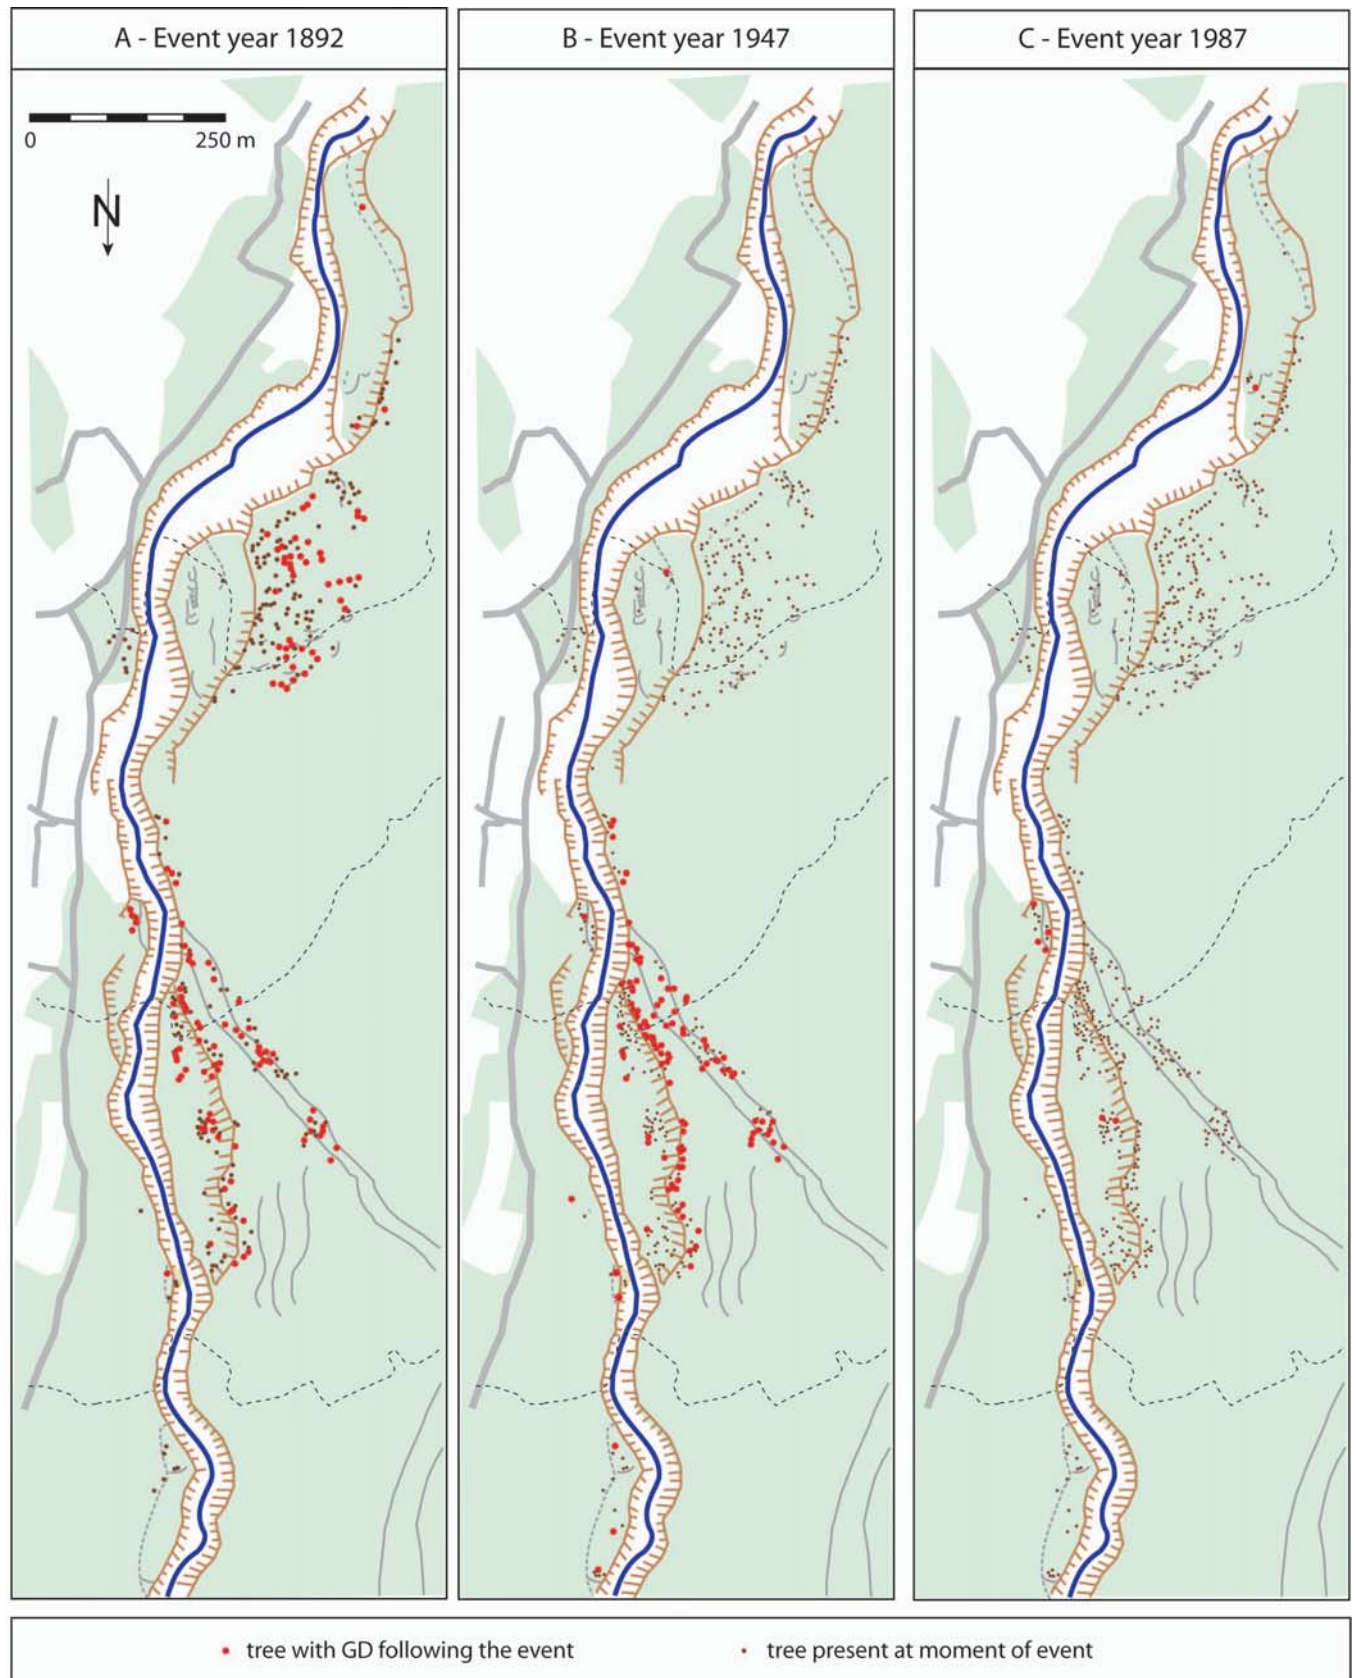 A - Event year 1892
B - Event year 1947
C - Event year 1987
0 250 m
N
tree with GD following the event
tree present at moment of event